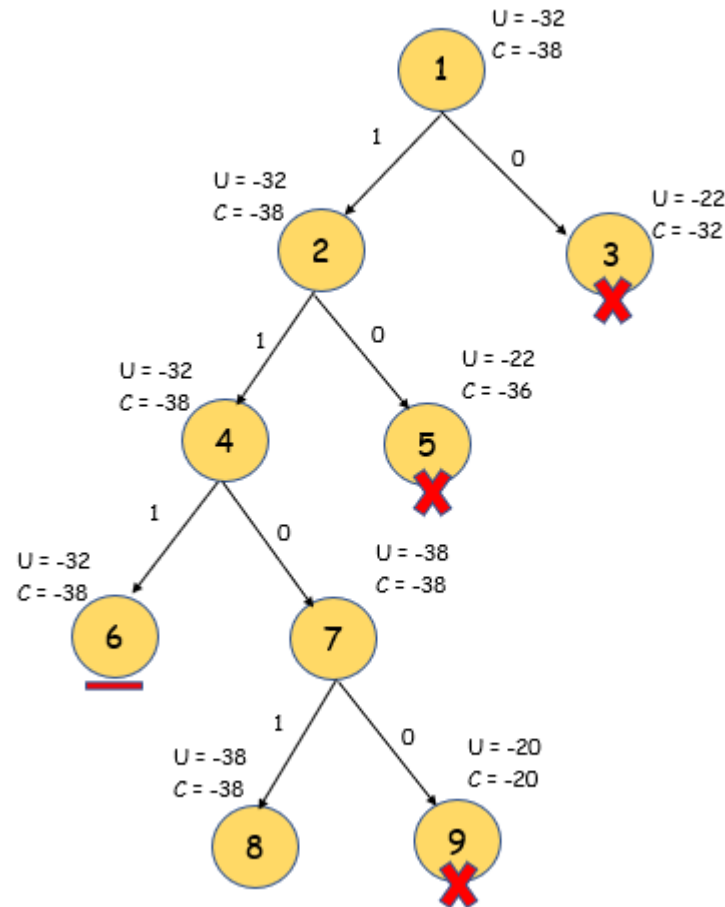 U = -32
C = -38
1
1
0
U = -32
C = -38
2
U = -22
C = -32
3
1
0
U = -32
C = -38
4
U = -22
C = -36
5
1
0
U = -32
C = -38
6
U = -38
C = -38
7
1
0
U = -38
C = -38
8
U = -20
C = -20
9